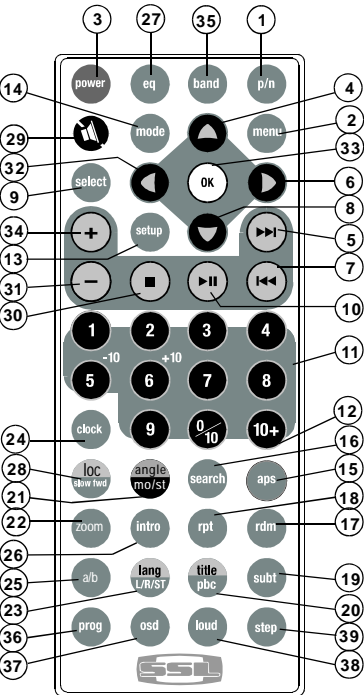 3 27 35 1
power eq band p/n
14 4
mode menu
29 2
32 33
select OK
9 6
8
34 + setup
13 5
31 − 7
30 10
1 2 3 4
-10 +10
11
5 6 7 8
12
clock 9 0/10 10+
24 16
loc
slow fwd
angle
mo/st
search aps
28 15
21 18
22 zoom intro rpt rdm 17
26
a/b
lang
L/R/ST
title
pbc
subt
25 19
23 20
prog osd loud step
36 39
37 SSL 38